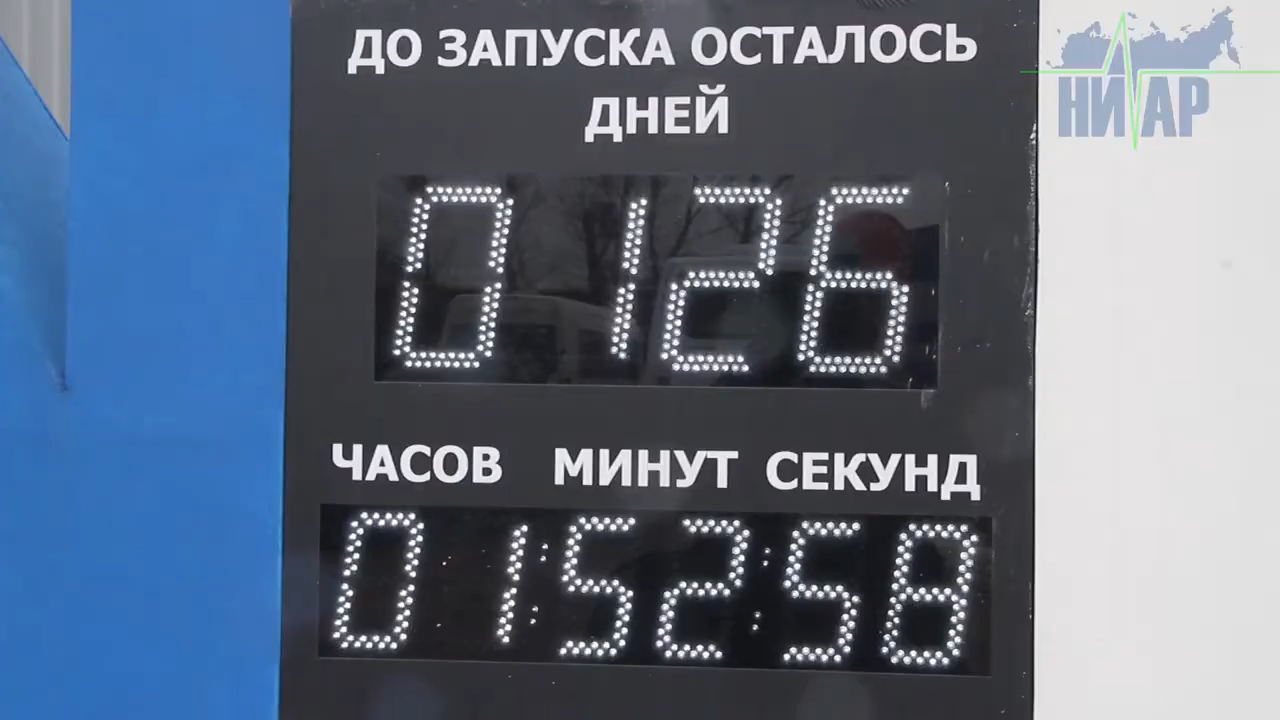 ДО ЗАПУСКА ОСТАЛОСЬ
ДНЕЙ
0126
ЧАСОВ МИНУТ СЕКУНД
01:52:58
НИАР